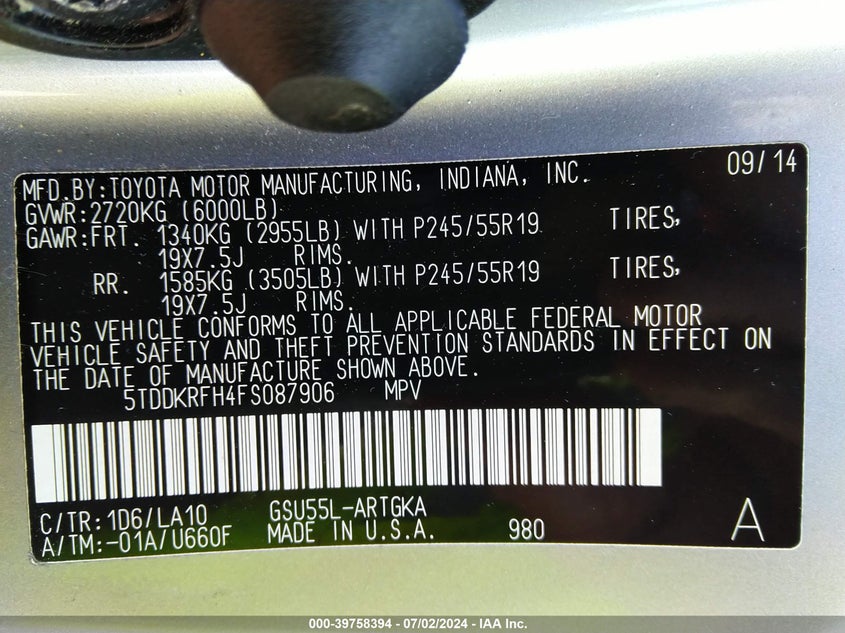 MFD.BY:TOYOTA MOTOR MANUFACTURING, INDIANA, INC. 09/14
GVWR:2720KG (6000LB)
GAWR:FRT. 1340KG (2955LB) WITH P245/55R19 TIRES,
19X7.5J RIMS.
RR. 1585KG (3505LB) WITH P245/55R19 TIRES,
19X7.5J RIMS.
THIS VEHICLE CONFORMS TO ALL APPLICABLE FEDERAL MOTOR
VEHICLE SAFETY AND THEFT PREVENTION STANDARDS IN EFFECT ON
THE DATE OF MANUFACTURE SHOWN ABOVE.
5TDDKRFH4FS087906 MPV
C/TR:1D6/LA10 GSU55L-ARTGKA
A/TM:-01A/U660F MADE IN U.S.A. 980 A
000-39758394 - 07/02/2024 - IAA Inc.